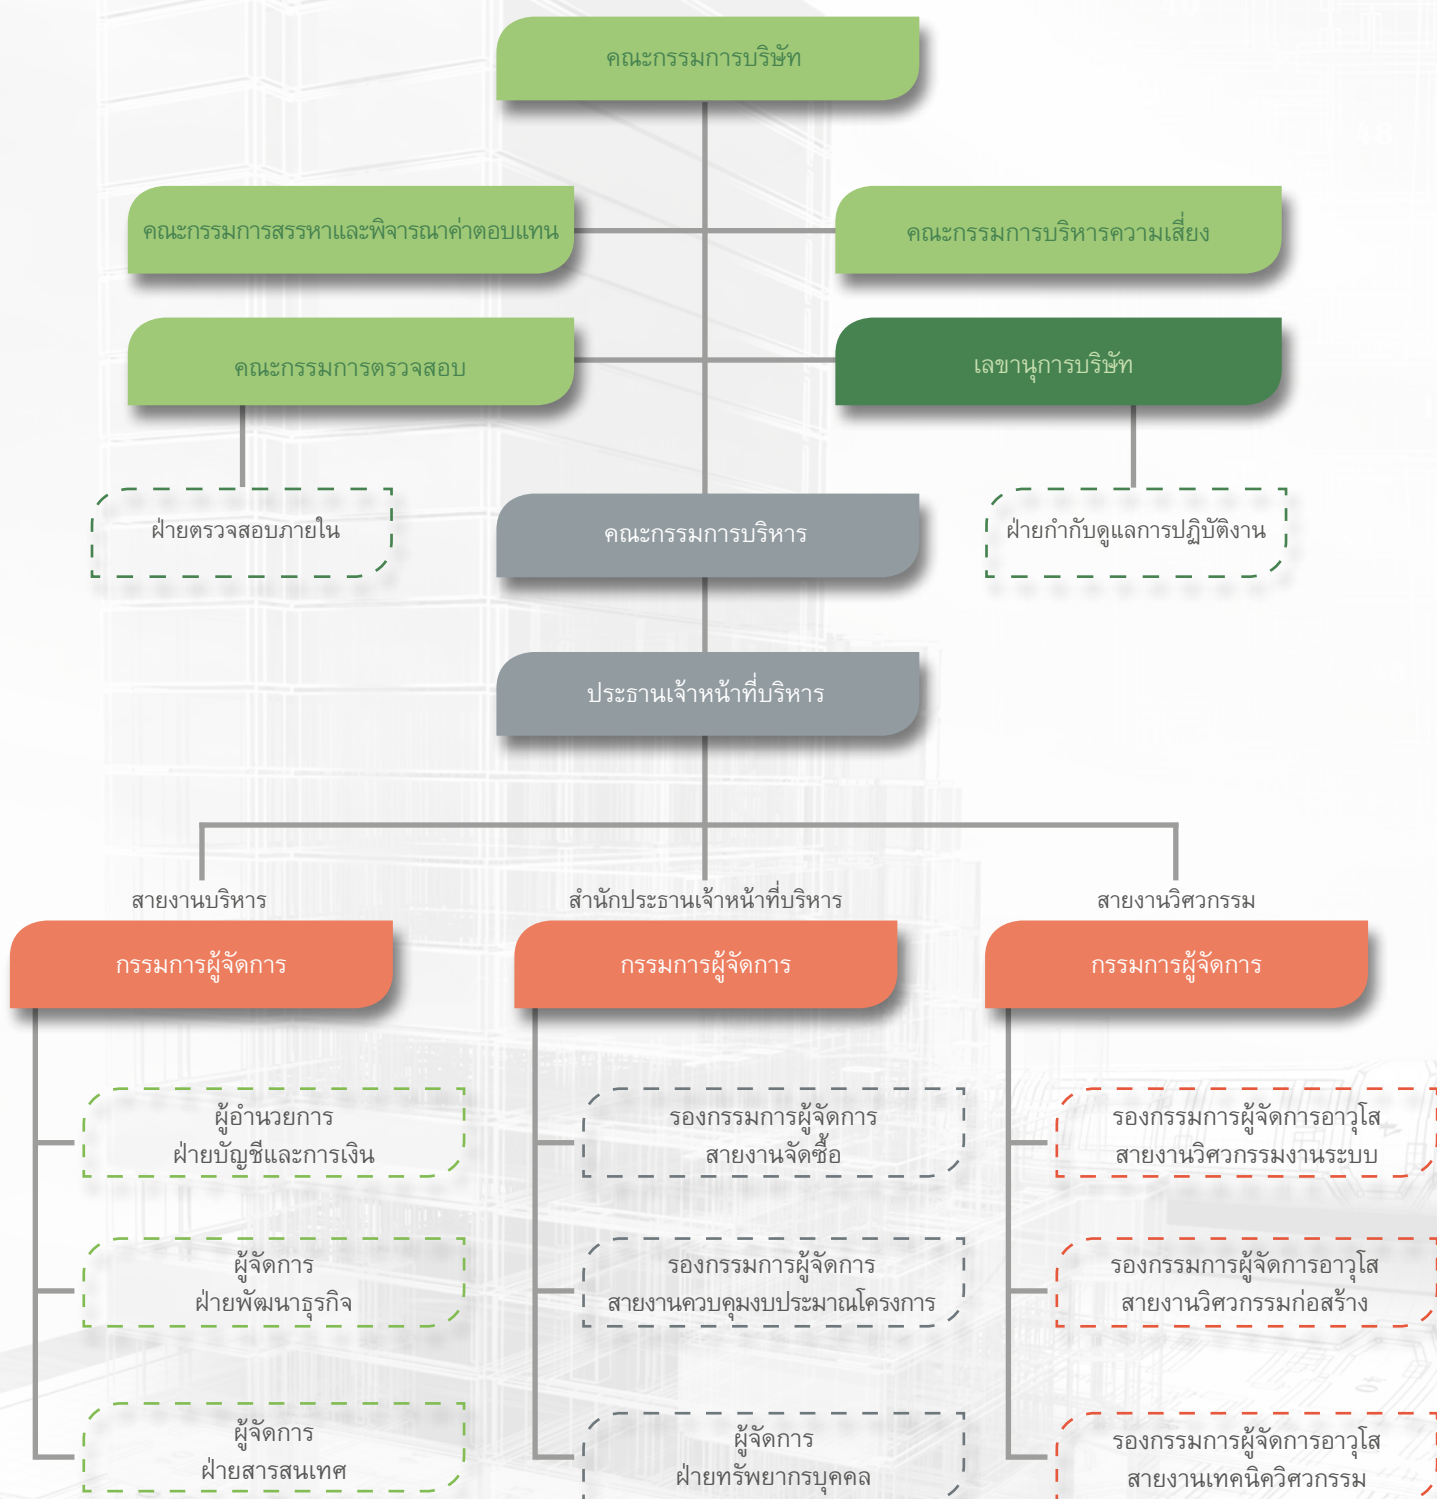 คณะกรรมการบริษัท
คณะกรรมการสรรหาและพิจารณาค่าตอบแทน
คณะกรรมการบริหารความเสี่ยง
คณะกรรมการตรวจสอบ
เลขานุการบริษัท
ฝ่ายตรวจสอบภายใน
คณะกรรมการบริหาร
ฝ่ายกำกับดูแลการปฏิบัติงาน
ประธานเจ้าหน้าที่บริหาร
สายงานบริหาร
กรรมการผู้จัดการ
ผู้อำนวยการ
ฝ่ายบัญชีและการเงิน
ผู้จัดการ
ฝ่ายพัฒนาธุรกิจ
ผู้จัดการ
ฝ่ายสารสนเทศ
สำนักประธานเจ้าหน้าที่บริหาร
กรรมการผู้จัดการ
รองกรรมการผู้จัดการ
สายงานจัดซื้อ
รองกรรมการผู้จัดการ
สายงานควบคุมงบประมาณโครงการ
ผู้จัดการ
ฝ่ายทรัพยากรบุคคล
สายงานวิศวกรรม
กรรมการผู้จัดการ
รองกรรมการผู้จัดการอาวุโส
สายงานวิศวกรรมงานระบบ
รองกรรมการผู้จัดการอาวุโส
สายงานวิศวกรรมก่อสร้าง
รองกรรมการผู้จัดการอาวุโส
สายงานเทคนิควิศวกรรม